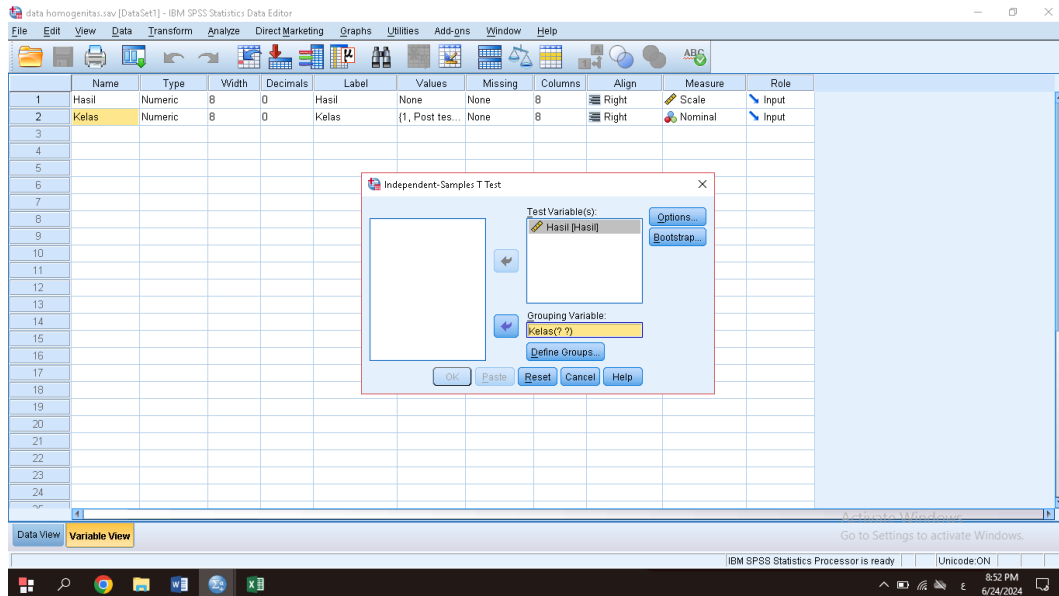 data homogenitas.sav [DataSet1] - IBM SPSS Statistics Data Editor
File Edit View Data Transform Analyze Direct Marketing Graphs Utilities Add-ons Window Help
Name Type Width Decimals Label Values Missing Columns Align Measure Role
1 Hasil Numeric 8 0 Hasil None None 8 Right Scale Input
2 Kelas Numeric 8 0 Kelas {1, Post tes... None 8 Right Nominal Input
3
4
5
6
7
8
9
10
11
12
13
14
15
16
17
18
19
20
21
22
23
24
Independent-Samples T Test
Test Variable(s):
Hasil [Hasil]
Options...
Bootstrap...
Grouping Variable:
Kelas(? ?)
Define Groups...
OK Paste Reset Cancel Help
Activate Windows
Go to Settings to activate Windows.
Data View Variable View
IBM SPSS Statistics Processor is ready Unicode:ON
8:52 PM
6/24/2024